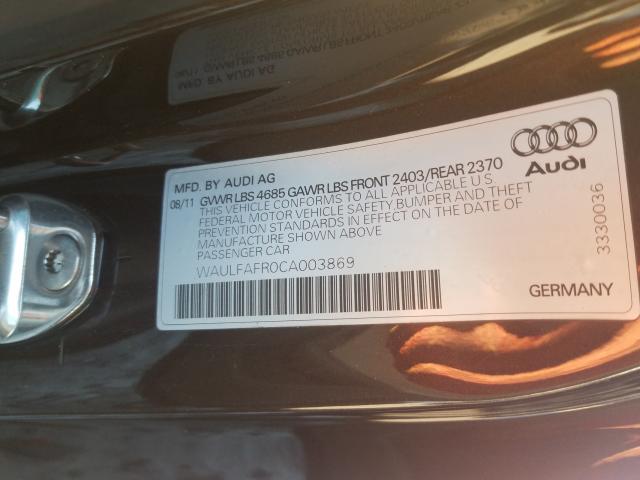 MFD. BY AUDI AG
08/11 GVWR LBS 4685 GAWR LBS FRONT 2403/REAR 2370
THIS VEHICLE CONFORMS TO ALL APPLICABLE U S
FEDERAL MOTOR VEHICLE SAFETY,BUMPER AND THEFT
PREVENTION STANDARDS IN EFFECT ON THE DATE OF
MANUFACTURE SHOWN ABOVE
PASSENGER CAR
WAULFAFR0CA003869
Audi
3330036
GERMANY